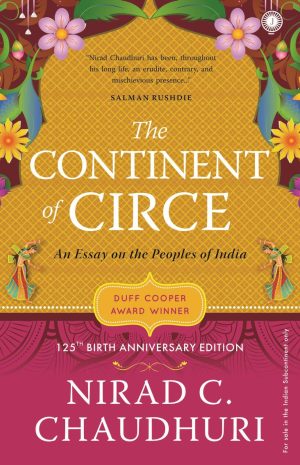 "Nirad Chaudhuri has been, throughout
his long life, an erudite, contrary, and
mischievous presence..."
SALMAN RUSHDIE
The
CONTINENT
of CIRCE
An Essay on the Peoples of India
DUFF COOPER
AWARD WINNER
125TH BIRTH ANNIVERSARY EDITION
NIRAD C.
CHAUDHURI
For sale in the Indian Subcontinent only